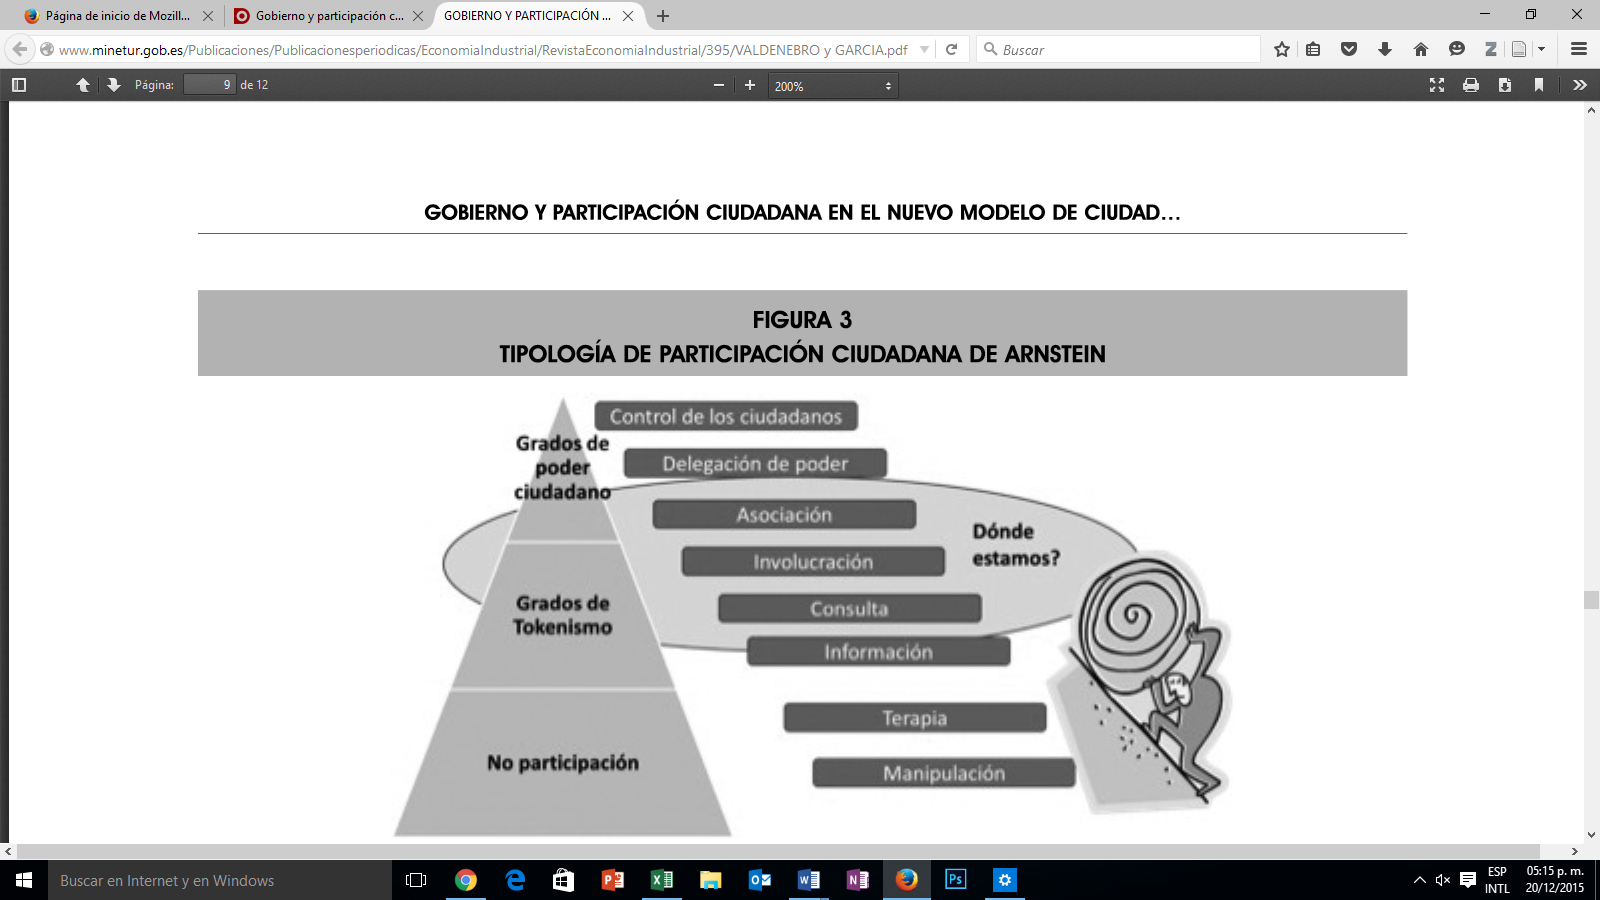 Página de inicio de Mozill...
Gobierno y participación c...
GOBIERNO Y PARTICIPACIÓN ...
www.minetur.gob.es/Publicaciones/Publicacionesperiodicas/EconomiaIndustrial/RevistaEconomiaIndustrial/395/VALDENEBRO y GARCIA.pdf
Buscar
Página:
9
de 12
200%
GOBIERNO Y PARTICIPACIÓN CIUDADANA EN EL NUEVO MODELO DE CIUDAD...
FIGURA 3
TIPOLOGÍA DE PARTICIPACIÓN CIUDADANA DE ARNSTEIN
Grados de
poder
ciudadano
Grados de
Tokenismo
No participación
Control de los ciudadanos
Delegación de poder
Asociación
Involucración
Consulta
Información
Terapia
Manipulación
Dónde
estamos?
Buscar en Internet y en Windows
Ps
ESP
INTL
05:15 p. m.
20/12/2015